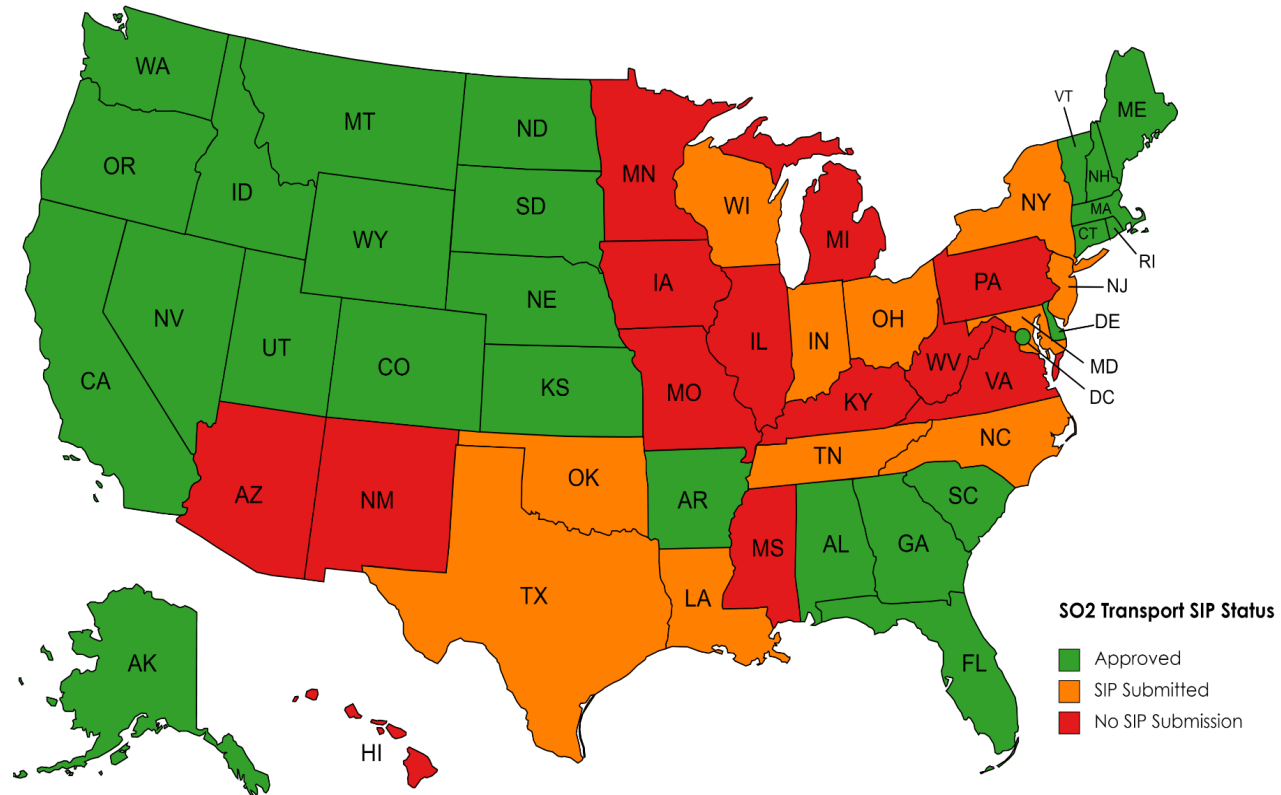 WA
MT
ND
MN
VT
ME
OR
ID
SD
WI
NH
NY
MA
WY
MI
CT
RI
NE
IA
PA
NJ
NV
OH
DE
UT
CO
IL
IN
WV
MD
CA
KS
MO
KY
VA
DC
TN
NC
AZ
NM
OK
AR
SC
MS
AL
GA
TX
LA
SO2 Transport SIP Status
Approved
AK
FL
SIP Submitted
No SIP Submission
HI